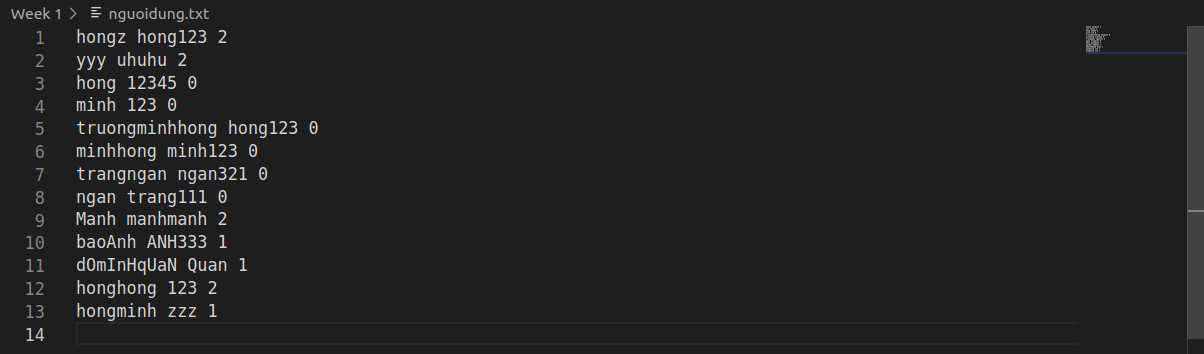 Week 1 > nguoidung.txt
1 hongz hong123 2
2 yyy uhuhu 2
3 hong 12345 0
4 minh 123 0
5 truongminhhong hong123 0
6 minhhong minh123 0
7 trangngan ngan321 0
8 ngan trang111 0
9 Manh manhmanh 2
10 baoAnh ANH333 1
11 dOmInHqUaN Quan 1
12 honghong 123 2
13 hongminh zzz 1
14